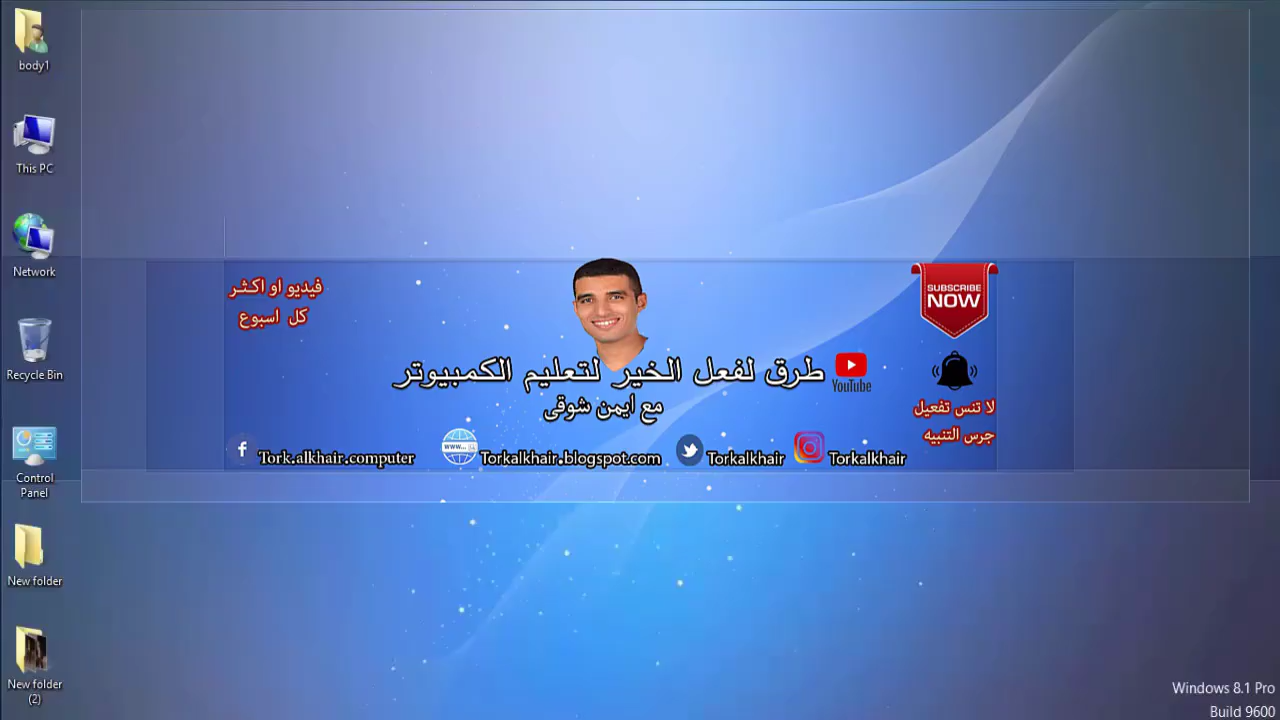 body1
This PC
Network
Recycle Bin
Control
Panel
New folder
New folder
(2)
فيديو او اكثر
كل اسبوع
SUBSCRIBE
NOW
طرق لفعل الخير لتعليم الكمبيوتر
YouTube
مع ايمن شوقى
لا تنس تفعيل
جرس التنبيه
f
Tork.alkhair.computer
www...
Torkalkhair.blogspot.com
Torkalkhair
Torkalkhair
Windows 8.1 Pro
Build 9600